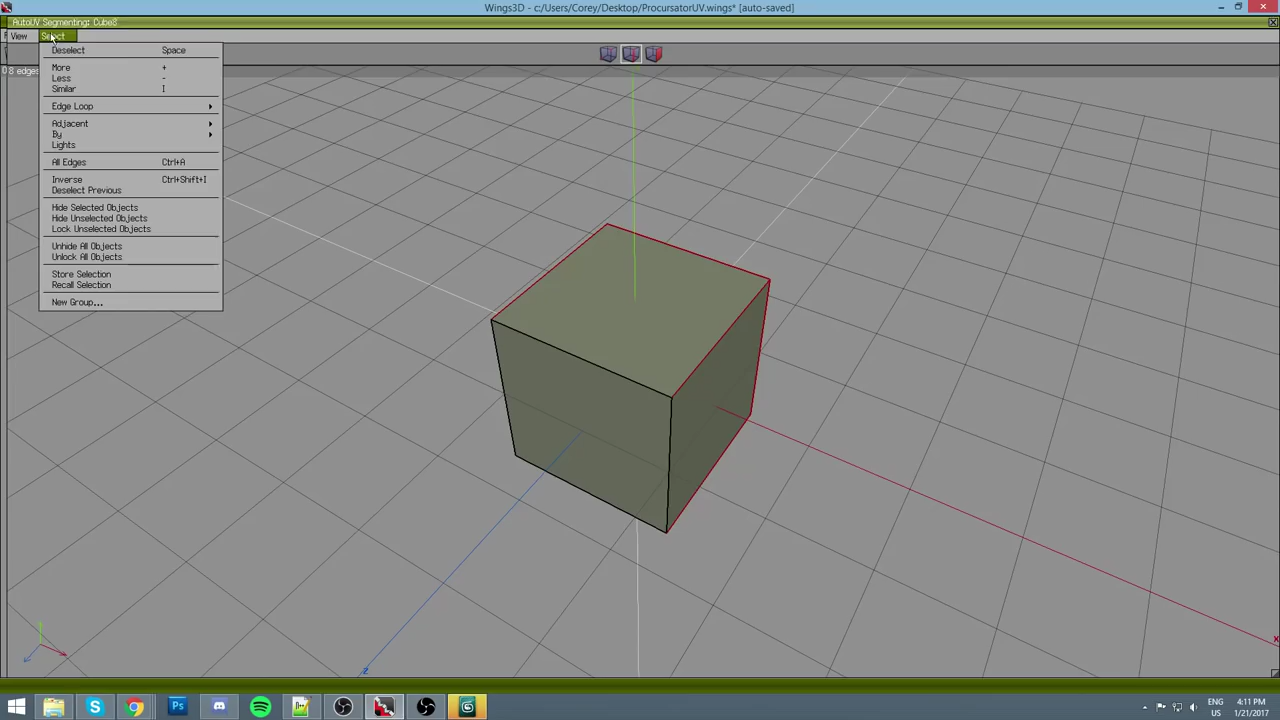 Wings3D - c:/Users/Corey/Desktop/ProcursatorUV.wings* [auto-saved]
AutoUV Segmenting: Cube8
View Select
Deselect Space
8 edges
More +
Less -
Similar I
Edge Loop
Adjacent
By
Lights
All Edges Ctrl+A
Inverse Ctrl+Shift+I
Deselect Previous
Hide Selected Objects
Hide Unselected Objects
Lock Unselected Objects
Unhide All Objects
Unlock All Objects
Store Selection
Recall Selection
New Group...
X
Z
ENG 4:11 PM
US 1/21/2017